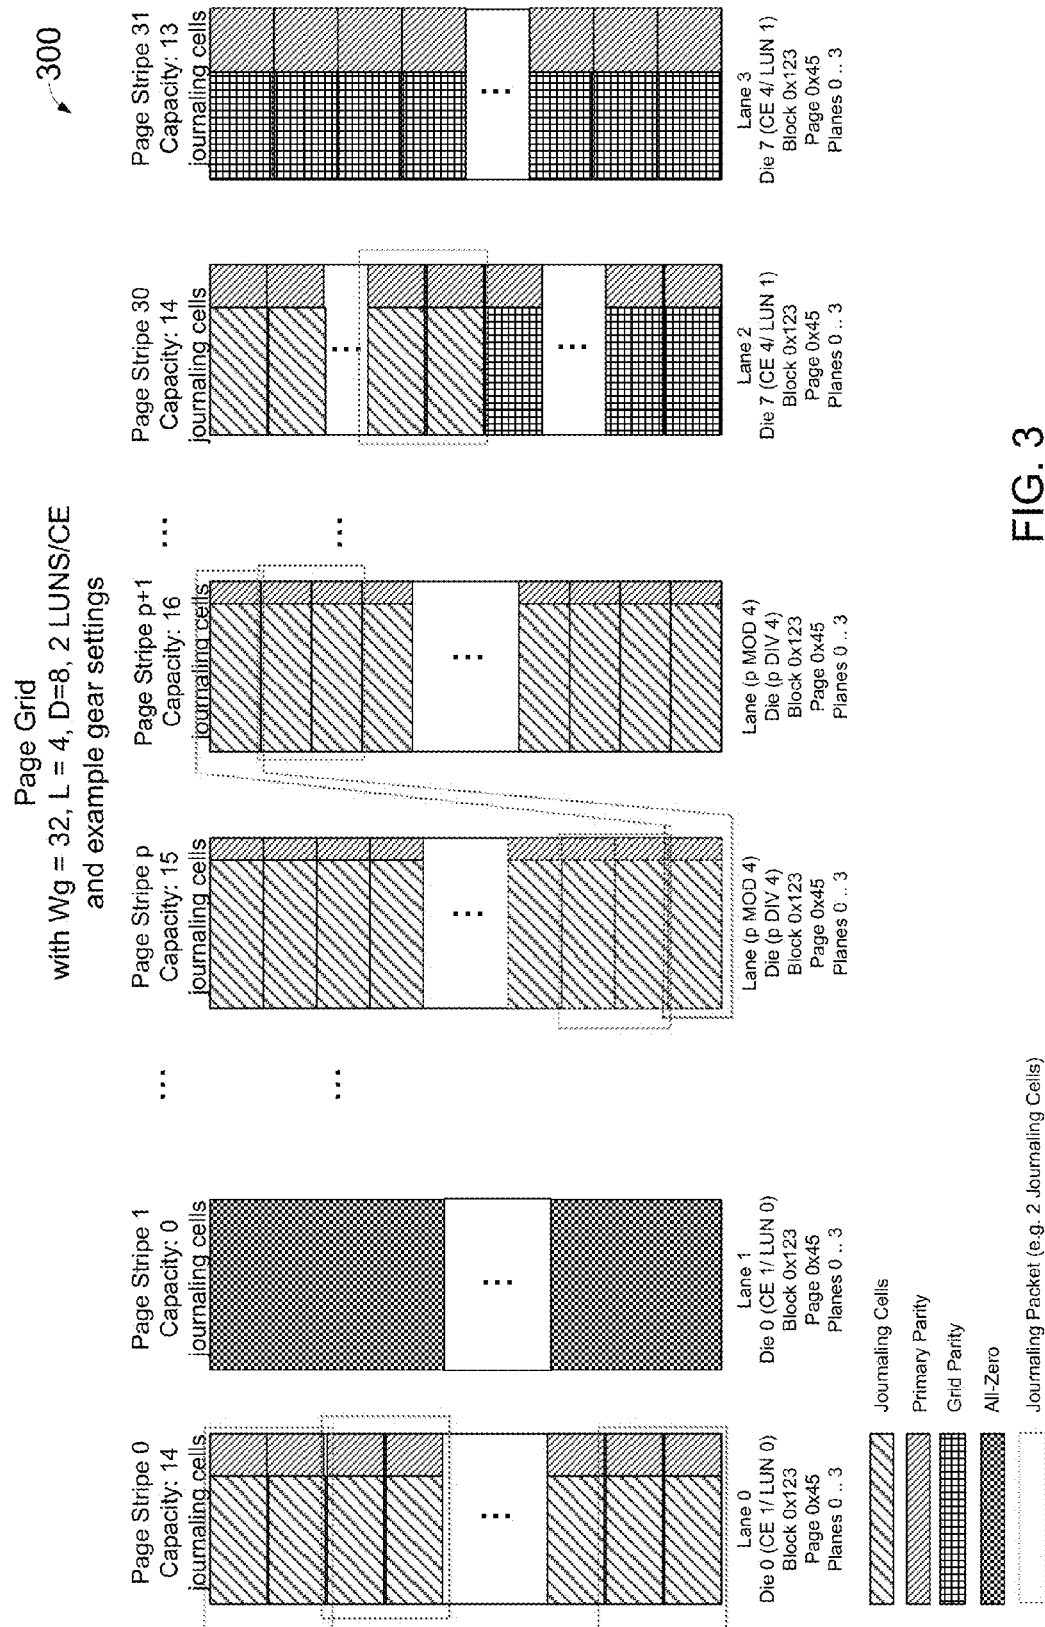 300
Page Grid
with Wg = 32, L = 4, D=8, 2 LUNS/CE
and example gear settings
Page Stripe 0
Capacity: 14
journaling cells
...
Lane 0
Die 0 (CE 1/ LUN 0)
Block 0x123
Page 0x45
Planes 0 .. 3
Page Stripe 1
Capacity: 0
journaling cells
...
Lane 1
Die 0 (CE 1/ LUN 0)
Block 0x123
Page 0x45
Planes 0 .. 3
...
...
Page Stripe p
Capacity: 15
journaling cells
...
Lane (p MOD 4)
Die (p DIV 4)
Block 0x123
Page 0x45
Planes 0 .. 3
Page Stripe p+1
Capacity: 16
journaling cells
...
Lane (p MOD 4)
Die (p DIV 4)
Block 0x123
Page 0x45
Planes 0 .. 3
...
...
Page Stripe 30
Capacity: 14
journaling cells
...
...
Lane 2
Die 7 (CE 4/ LUN 1)
Block 0x123
Page 0x45
Planes 0 .. 3
Page Stripe 31
Capacity: 13
journaling cells
...
Lane 3
Die 7 (CE 4/ LUN 1)
Block 0x123
Page 0x45
Planes 0 .. 3
Journaling Cells
Primary Parity
Grid Parity
All-Zero
Journaling Packet (e.g. 2 Journaling Cells)
FIG. 3